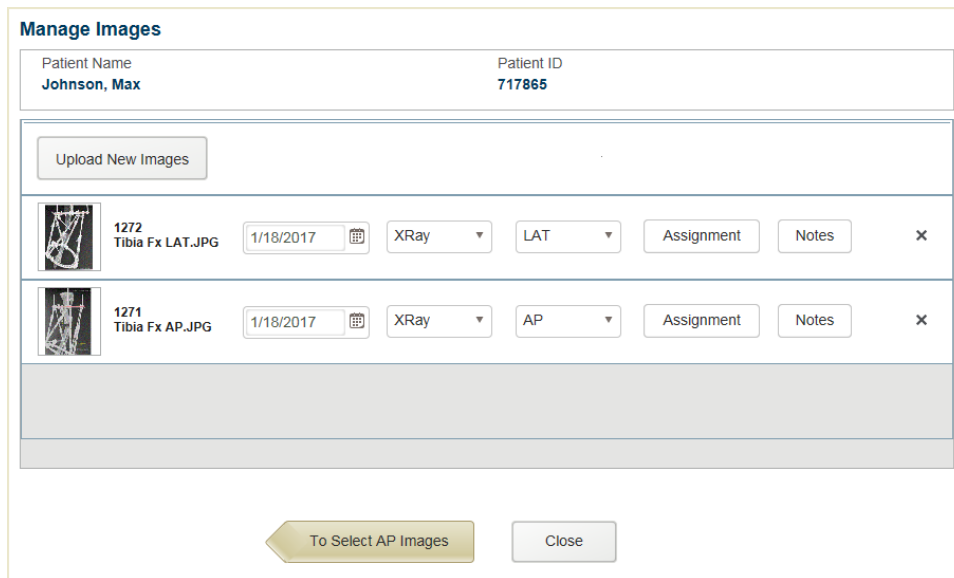 Manage Images
Patient Name
Johnson, Max
Patient ID
717865
Upload New Images
1272
Tibia Fx LAT.JPG
1/18/2017
XRay
LAT
Assignment
Notes
1271
Tibia Fx AP.JPG
1/18/2017
XRay
AP
Assignment
Notes
To Select AP Images
Close